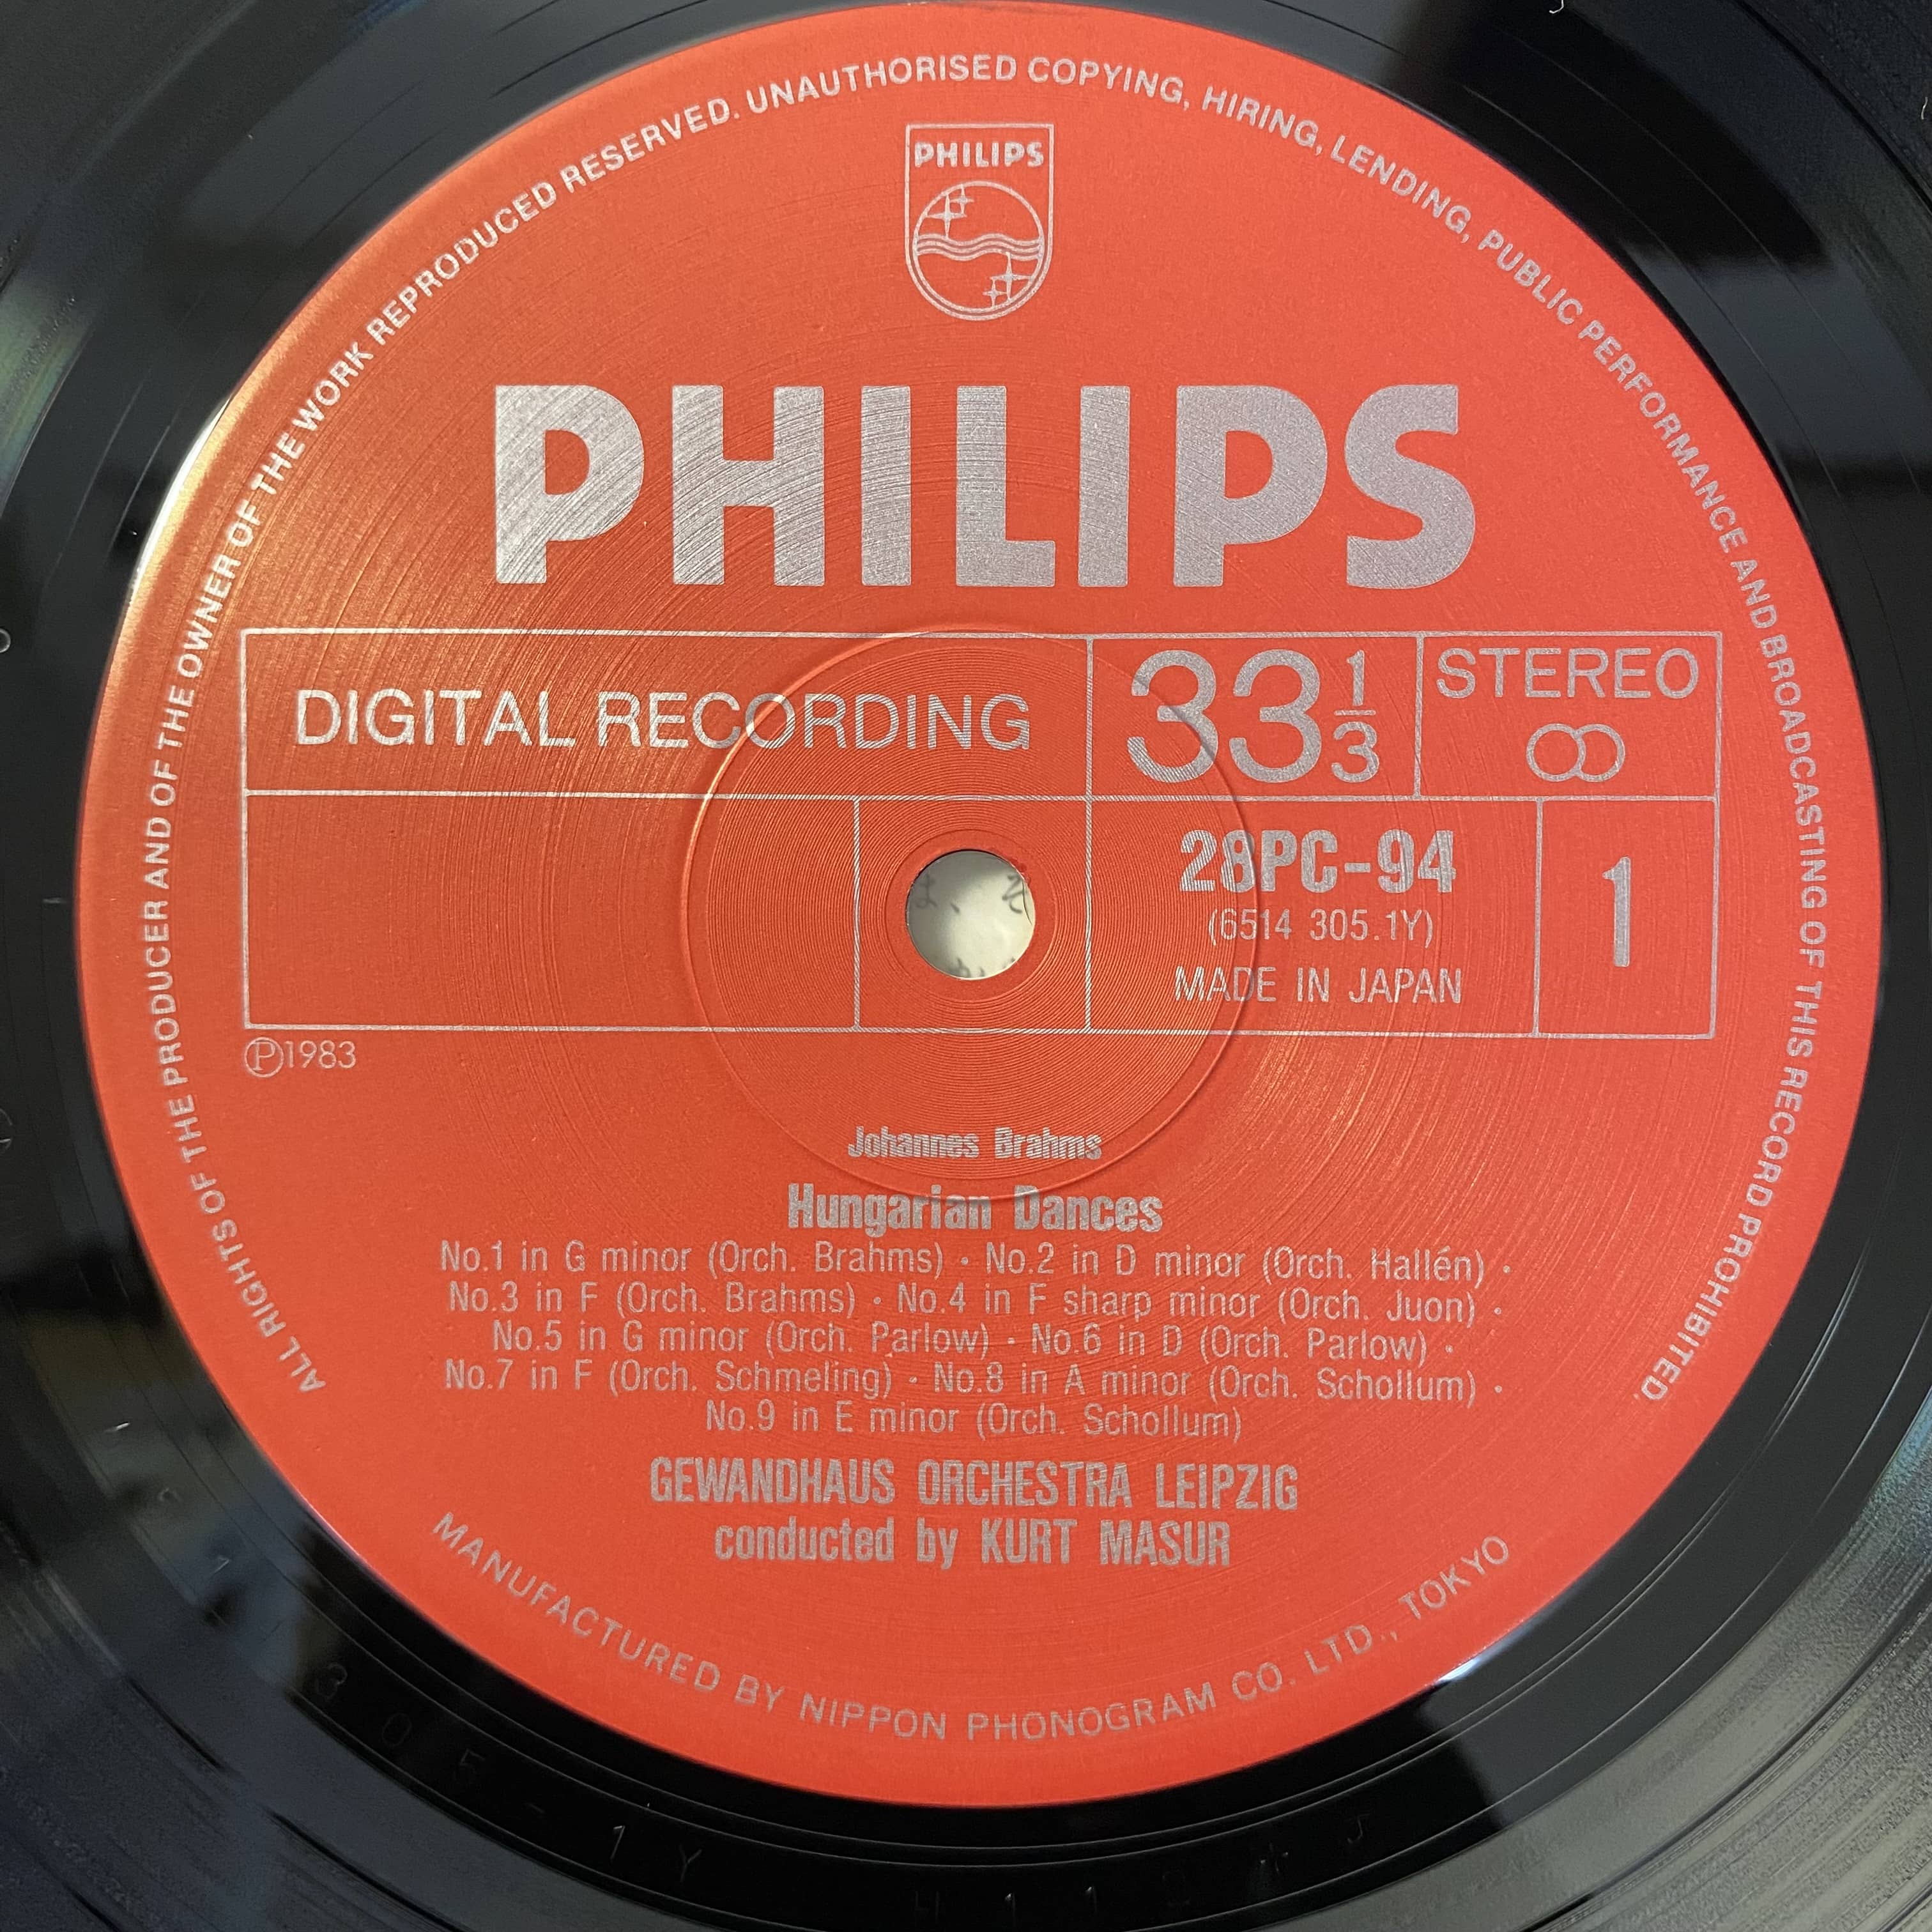 ALL RIGHTS OF THE PRODUCER AND OF THE OWNER OF THE WORK REPRODUCED RESERVED. UNAUTHORISED COPYING, HIRING, LENDING, PUBLIC PERFORMANCE AND BROADCASTING OF THIS RECORD PROHIBITED.
PHILIPS
PHILIPS
DIGITAL RECORDING
33 1/3
STEREO
28PC-94
(6514 305.1Y)
MADE IN JAPAN
1
Ⓟ1983
Johannes Brahms
Hungarian Dances
No.1 in G minor (Orch. Brahms) · No.2 in D minor (Orch. Hallén) ·
No.3 in F (Orch. Brahms) · No.4 in F sharp minor (Orch. Juon) ·
No.5 in G minor (Orch. Parlow) · No.6 in D (Orch. Parlow) ·
No.7 in F (Orch. Schmeling) · No.8 in A minor (Orch. Schollum) ·
No.9 in E minor (Orch. Schollum)
GEWANDHAUS ORCHESTRA LEIPZIG
conducted by KURT MASUR
MANUFACTURED BY NIPPON PHONOGRAM CO. LTD., TOKYO
305-1Y